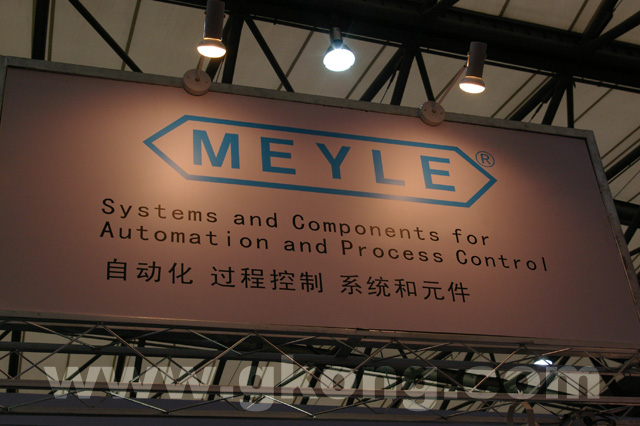 MEYLE®
Systems and Components for
Automation and Process Control
自动化 过程控制 系统和元件
www.gkong.com